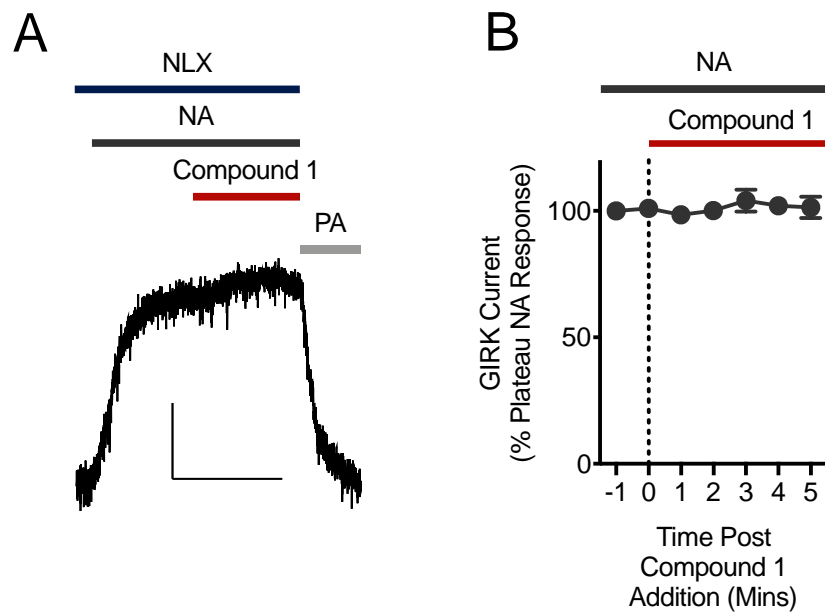 A
NLX
NA
Compound 1
PA
B
NA
Compound 1
GIRK Current
(% Plateau NA Response)
100
50
0
-1 0 1 2 3 4 5
Time Post
Compound 1
Addition (Mins)